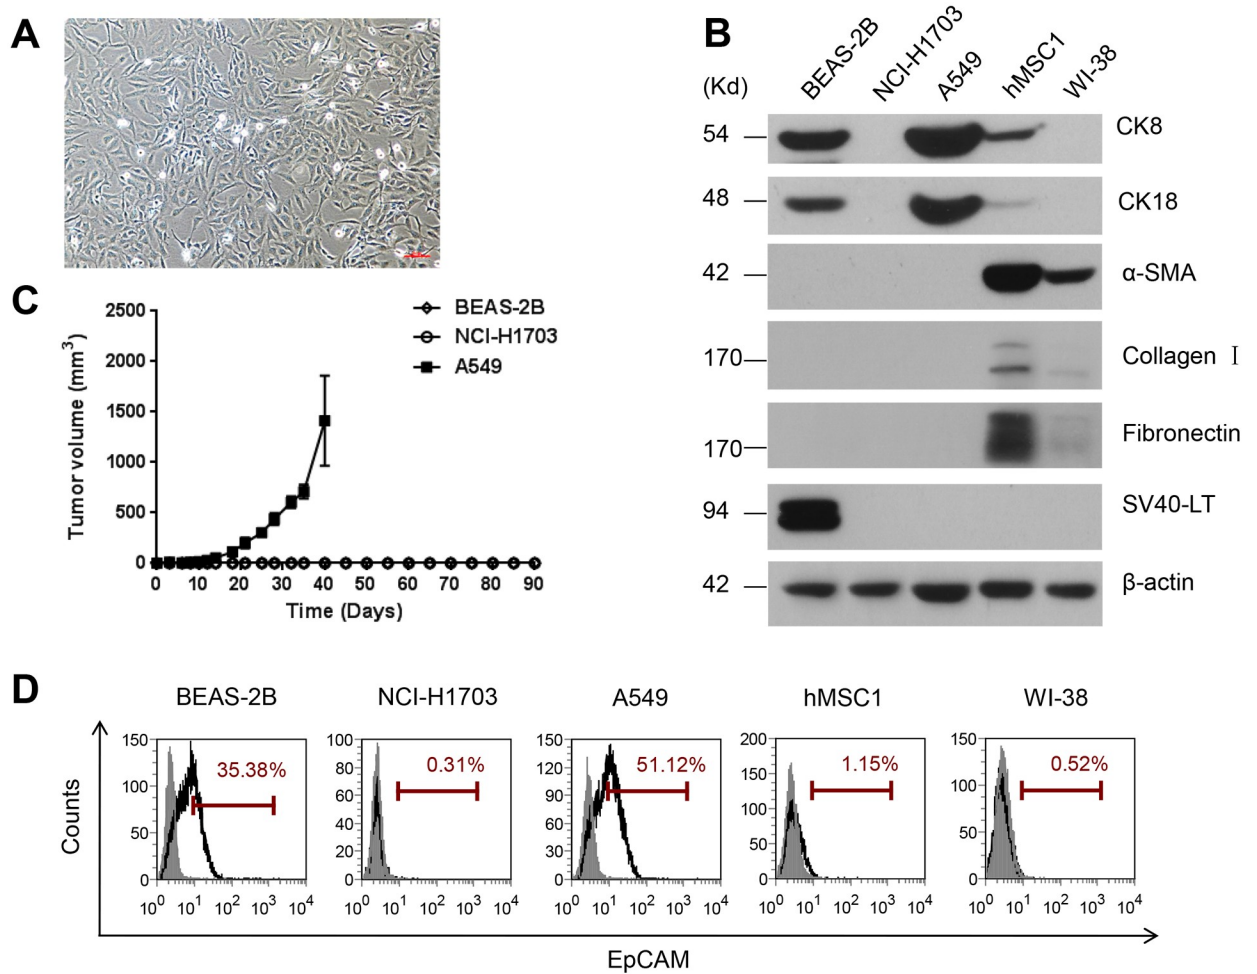 A
B
BEAS-2B
NCI-H1703
A549
hMSC1
WI-38
(Kd)
54
CK8
48
CK18
42
α-SMA
170
Collagen I
170
Fibronectin
94
SV40-LT
42
β-actin
C
Tumor volume (mm³)
2500
2000
1500
1000
500
0
0 10 20 30 40 50 60 70 80 90
Time (Days)
BEAS-2B
NCI-H1703
A549
D
BEAS-2B
NCI-H1703
A549
hMSC1
WI-38
Counts
150
120
90
60
30
0
35.38%
10⁰ 10¹ 10² 10³ 10⁴
100
80
60
40
20
0
0.31%
10⁰ 10¹ 10² 10³ 10⁴
150
120
90
60
30
0
51.12%
10⁰ 10¹ 10² 10³ 10⁴
200
150
200
150
100
50
0
1.15%
10⁰ 10¹ 10² 10³ 10⁴
150
100
50
0
0.52%
10⁰ 10¹ 10² 10³ 10⁴
EpCAM